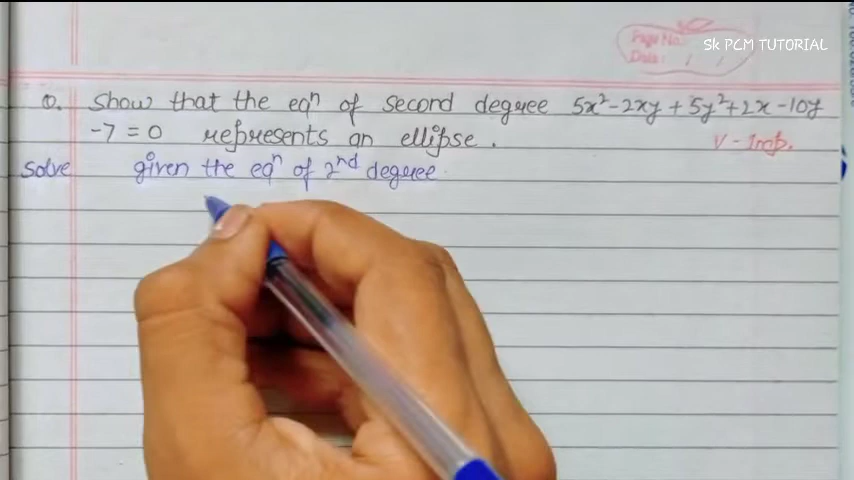 Page No.
Date: / /
Sk PCM TUTORIAL
Q. Show that the eqⁿ of second degree 5x²-2xy+5y²+2x-10y
-7=0 represents an ellipse.
V-Imp.
Solve given the eqⁿ of 2ⁿᵈ degree